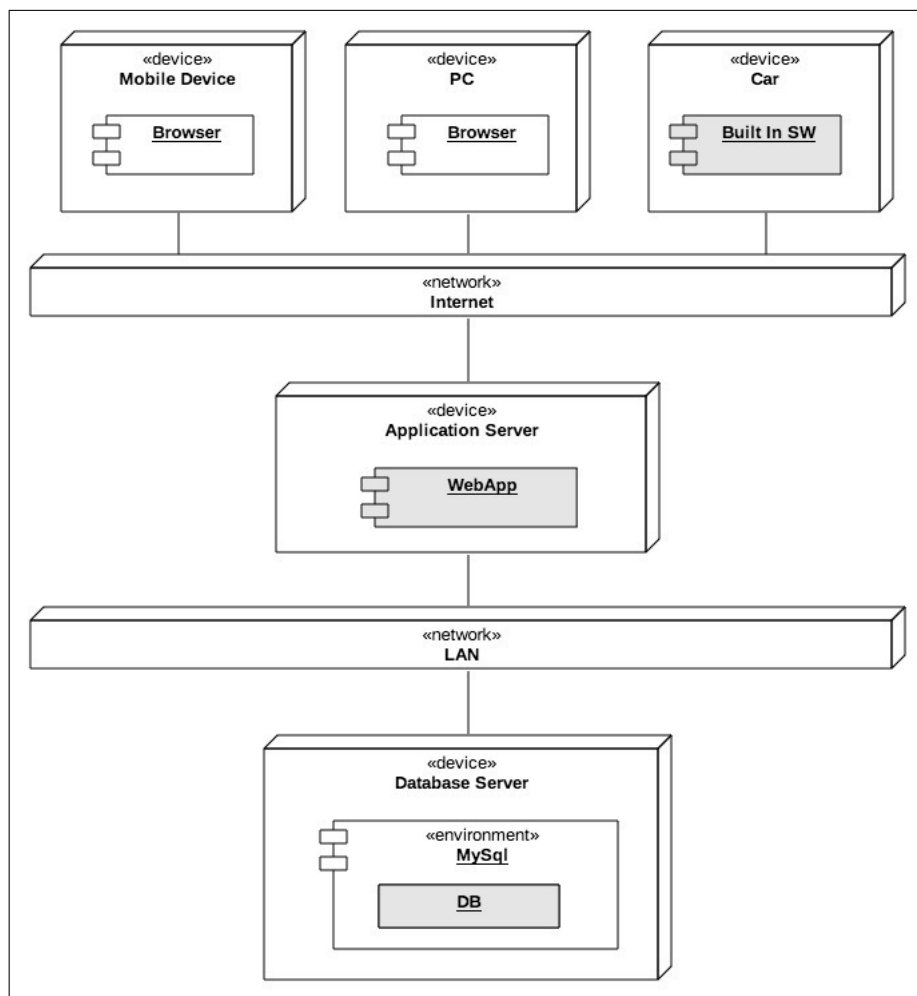 «device»
Mobile Device
Browser
«device»
PC
Browser
«device»
Car
Built In SW
«network»
Internet
«device»
Application Server
WebApp
«network»
LAN
«device»
Database Server
«environment»
MySql
DB